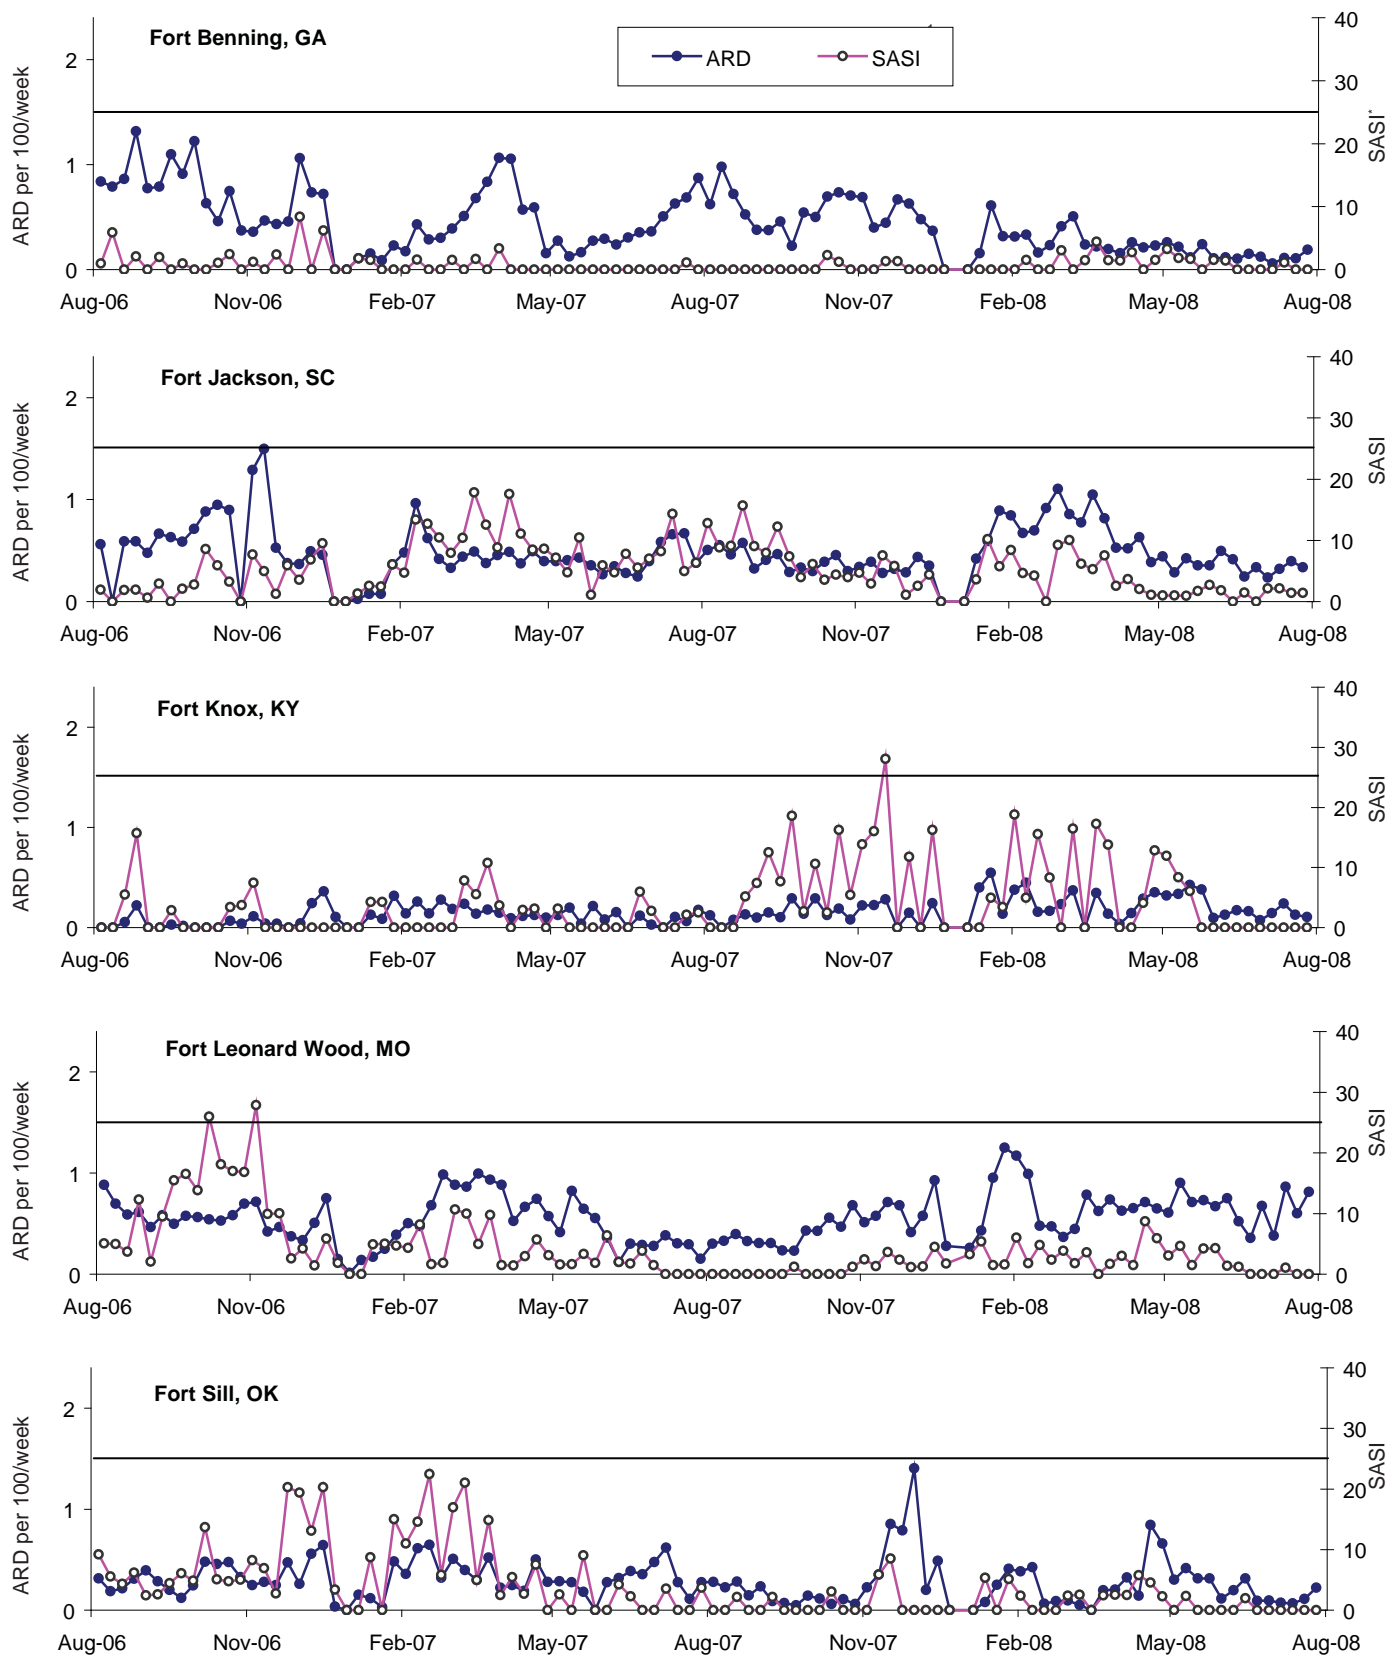 Fort Benning, GA
ARD
SASI
ARD per 100/week
2
1
0
40
30
20
10
0
SASI*
Aug-06 Nov-06 Feb-07 May-07 Aug-07 Nov-07 Feb-08 May-08 Aug-08
Fort Jackson, SC
ARD per 100/week
2
1
0
40
30
20
10
0
SASI
Aug-06 Nov-06 Feb-07 May-07 Aug-07 Nov-07 Feb-08 May-08 Aug-08
Fort Knox, KY
ARD per 100/week
2
1
0
40
30
20
10
0
SASI
Aug-06 Nov-06 Feb-07 May-07 Aug-07 Nov-07 Feb-08 May-08 Aug-08
Fort Leonard Wood, MO
ARD per 100/week
2
1
0
40
30
20
10
0
SASI
Aug-06 Nov-06 Feb-07 May-07 Aug-07 Nov-07 Feb-08 May-08 Aug-08
Fort Sill, OK
ARD per 100/week
2
1
0
40
30
20
10
0
SASI
Aug-06 Nov-06 Feb-07 May-07 Aug-07 Nov-07 Feb-08 May-08 Aug-08